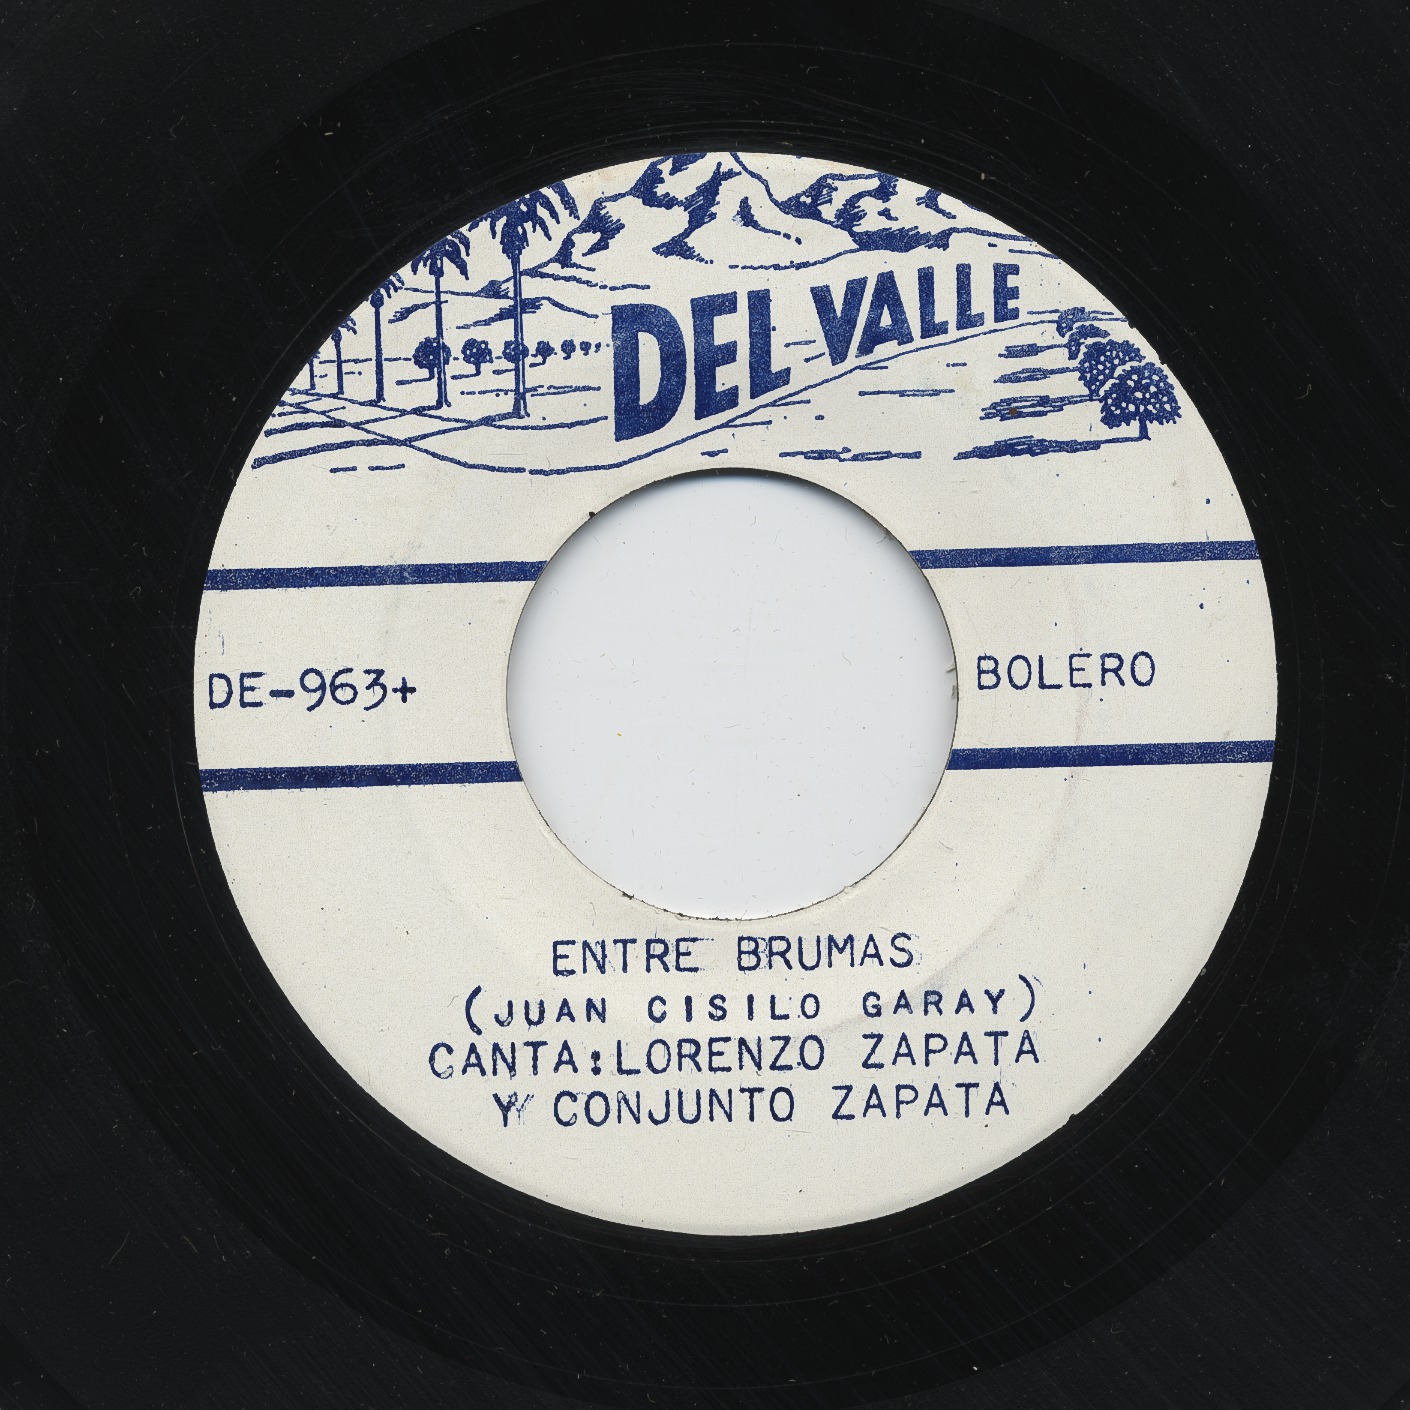 DEL VALLE
DE-963+
BOLERO
ENTRE BRUMAS
(JUAN CISILO GARAY)
CANTA:LORENZO ZAPATA
Y CONJUNTO ZAPATA